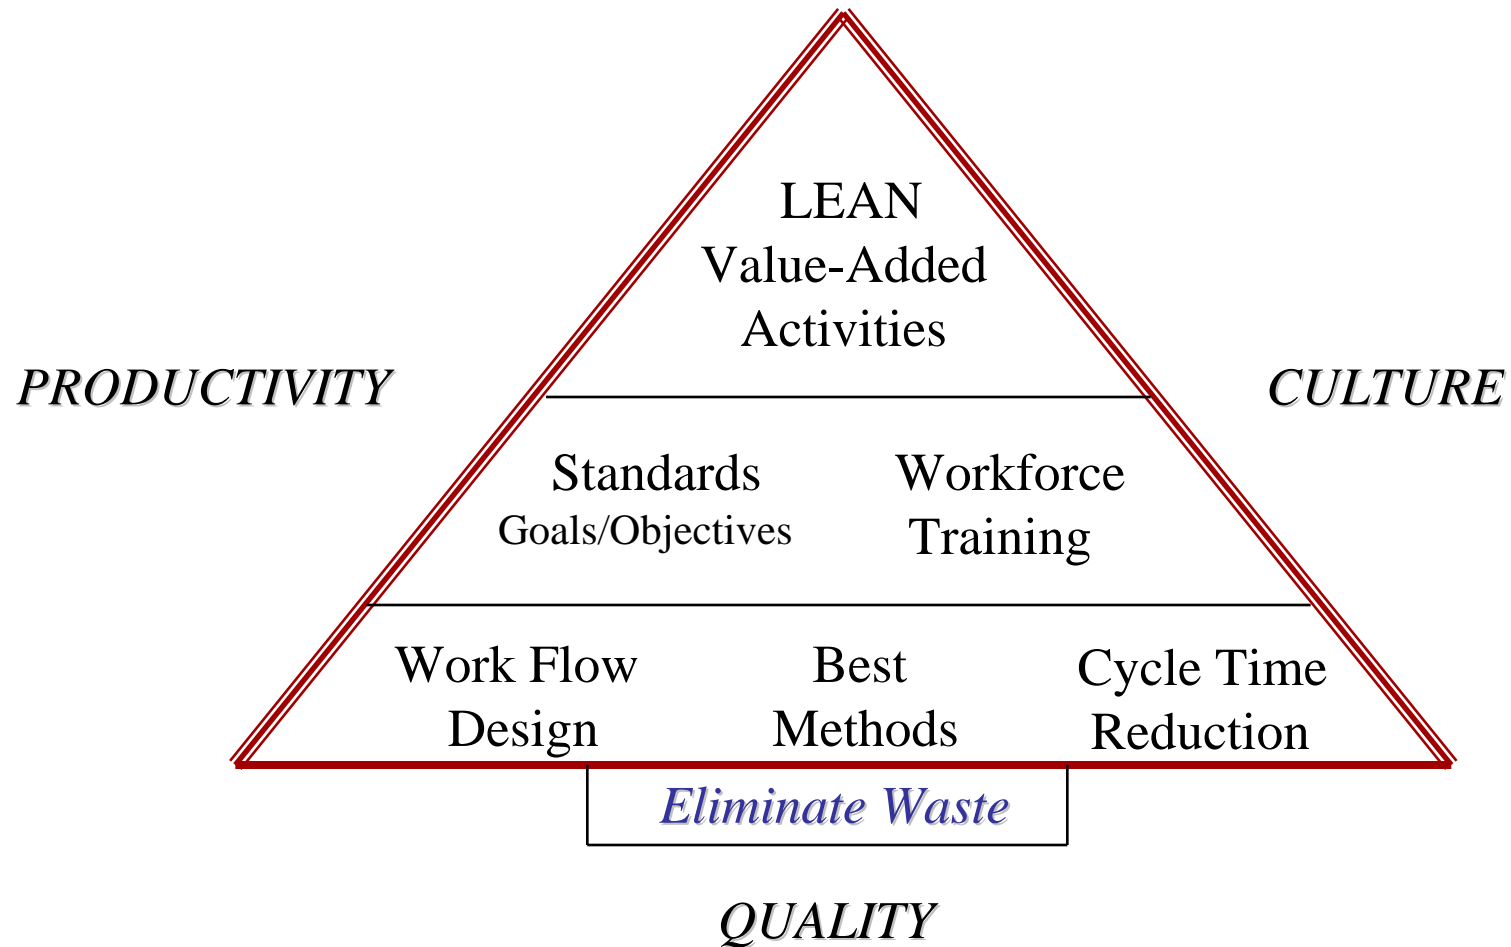 LEAN
Value-Added
Activities
PRODUCTIVITY
CULTURE
Standards
Goals/Objectives
Workforce
Training
Work Flow
Design
Best
Methods
Cycle Time
Reduction
Eliminate Waste
QUALITY